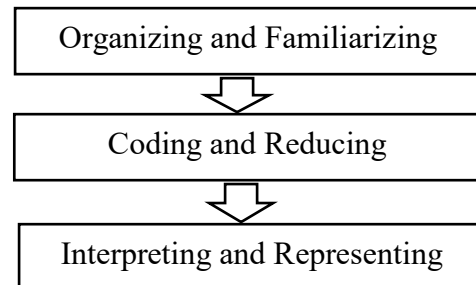 Organizing and Familiarizing
Coding and Reducing
Interpreting and Representing